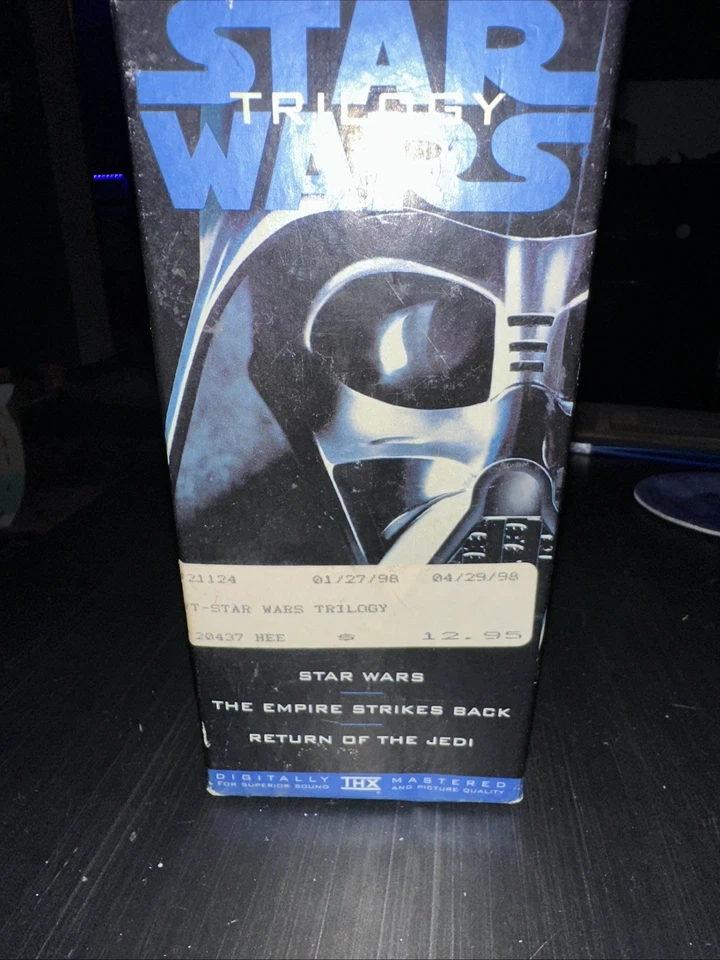 STAR
TRILOGY
WARS
21124 01/27/98 04/29/98
T-STAR WARS TRILOGY
20437 HEE $ 12.95
STAR WARS
THE EMPIRE STRIKES BACK
RETURN OF THE JEDI
DIGITALLY THX MASTERED
FOR SUPERIOR SOUND AND PICTURE QUALITY